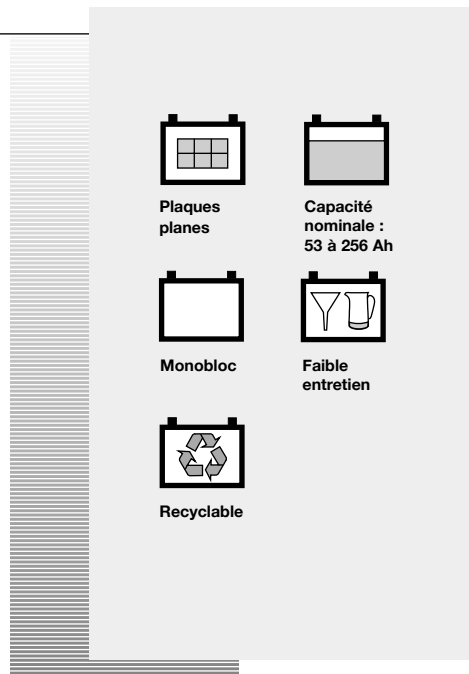 Plaques
planes
Capacité
nominale :
53 à 256 Ah
Monobloc
Faible
entretien
Recyclable